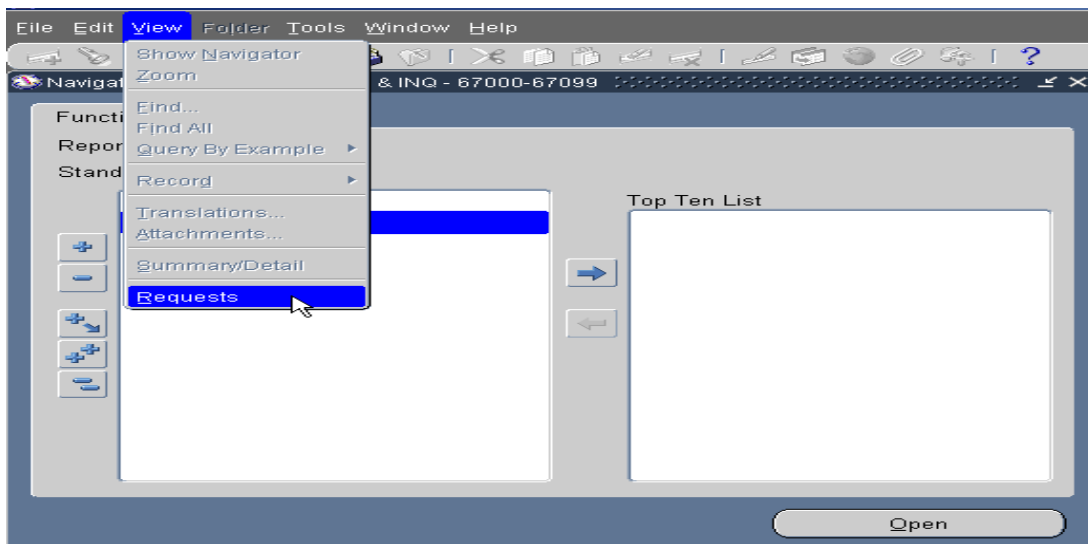 File Edit View Folder Tools Window Help
Show Navigator
Zoom
Find...
Find All
Query By Example
Record
Translations...
Attachments...
Summary/Detail
Requests
Navigat & INQ - 67000-67099
Functi
Repor
Stand
Top Ten List
Open